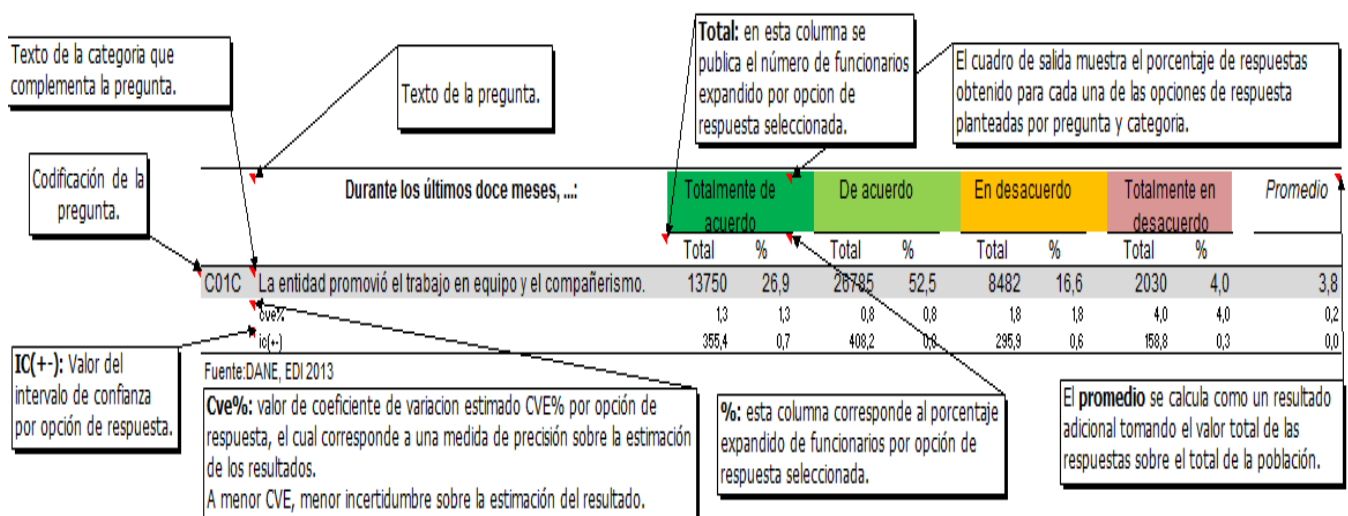 Texto de la categoria que
complementa la pregunta.
Texto de la pregunta.
Total: en esta columna se
publica el número de funcionarios
expandido por opcion de
respuesta seleccionada.
El cuadro de salida muestra el porcentaje de respuestas
obtenido para cada una de las opciones de respuesta
planteadas por pregunta y categoria.
Codificación de la
pregunta.
Durante los últimos doce meses, ...:
Totalmente de
acuerdo
De acuerdo
En desacuerdo
Totalmente en
desacuerdo
Promedio
Total % Total % Total % Total %
C01C La entidad promovió el trabajo en equipo y el compañerismo. 13750 26,9 26785 52,5 8482 16,6 2030 4,0 3,8
cve% 1,3 1,3 0,8 0,8 1,8 1,8 4,0 4,0 0,2
ic(+-) 355,4 0,7 408,2 0,8 295,9 0,6 158,8 0,3 0,0
Fuente:DANE, EDI 2013
IC(+-): Valor del
intervalo de confianza
por opción de respuesta.
Cve%: valor de coeficiente de variacion estimado CVE% por opción de
respuesta, el cual corresponde a una medida de precisión sobre la estimación
de los resultados.
A menor CVE, menor incertidumbre sobre la estimación del resultado.
%: esta columna corresponde al porcentaje
expandido de funcionarios por opción de
respuesta seleccionada.
El promedio se calcula como un resultado
adicional tomando el valor total de las
respuestas sobre el total de la población.